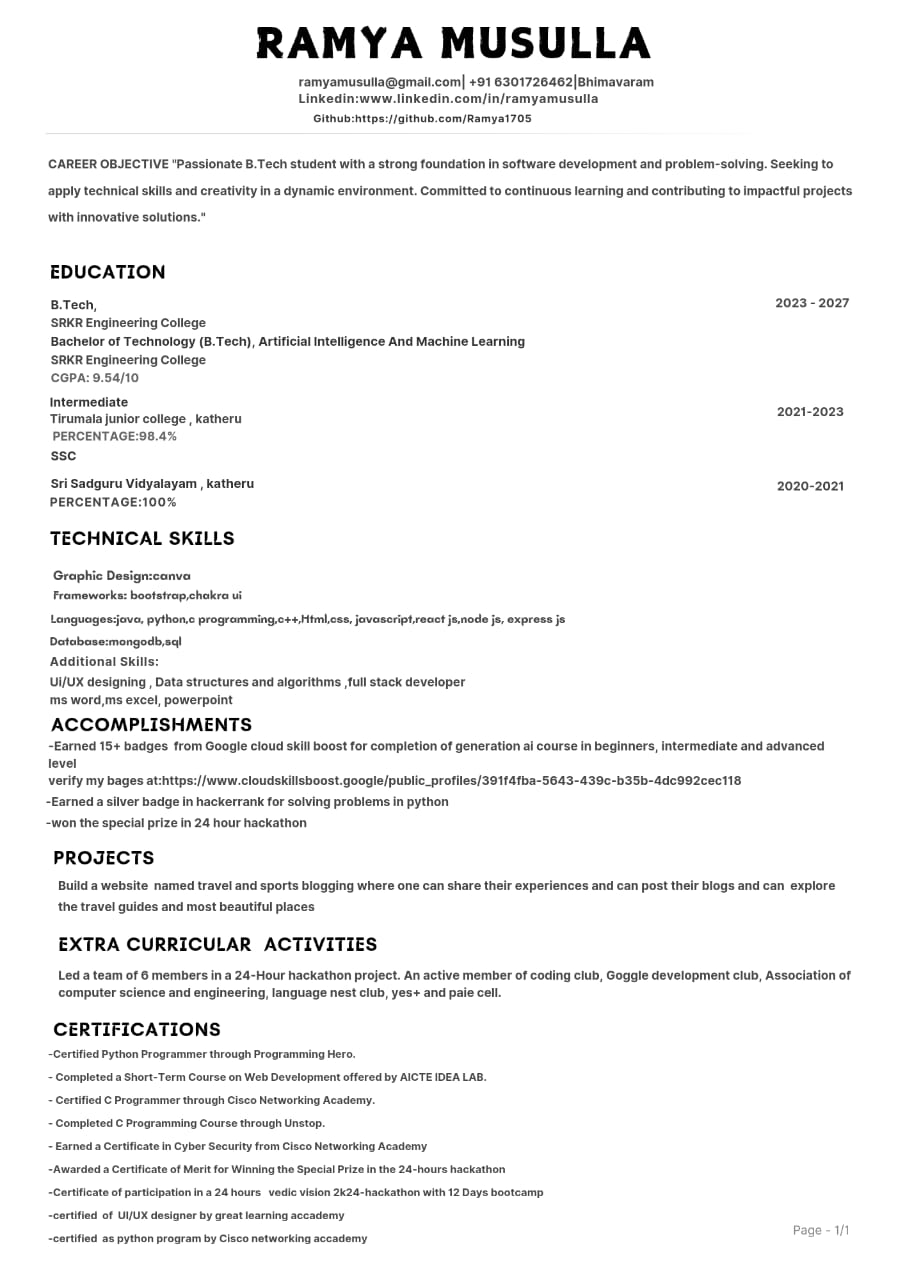 RAMYA MUSULLA
ramyamusulla@gmail.com| +91 6301726462|Bhimavaram
Linkedin:www.linkedin.com/in/ramyamusulla
Github:https://github.com/Ramya1705
CAREER OBJECTIVE "Passionate B.Tech student with a strong foundation in software development and problem-solving. Seeking to
apply technical skills and creativity in a dynamic environment. Committed to continuous learning and contributing to impactful projects
with innovative solutions."
EDUCATION
B.Tech, 2023 - 2027
SRKR Engineering College
Bachelor of Technology (B.Tech), Artificial Intelligence And Machine Learning
SRKR Engineering College
CGPA: 9.54/10
Intermediate
Tirumala junior college , katheru 2021-2023
PERCENTAGE:98.4%
SSC
Sri Sadguru Vidyalayam , katheru 2020-2021
PERCENTAGE:100%
TECHNICAL SKILLS
Graphic Design:canva
Frameworks: bootstrap,chakra ui
Languages:java, python,c programming,c++,Html,css, javascript,react js,node js, express js
Database:mongodb,sql
Additional Skills:
Ui/UX designing , Data structures and algorithms ,full stack developer
ms word,ms excel, powerpoint
ACCOMPLISHMENTS
-Earned 15+ badges from Google cloud skill boost for completion of generation ai course in beginners, intermediate and advanced
level
verify my bages at:https://www.cloudskillsboost.google/public_profiles/391f4fba-5643-439c-b35b-4dc992cec118
-Earned a silver badge in hackerrank for solving problems in python
-won the special prize in 24 hour hackathon
PROJECTS
Build a website named travel and sports blogging where one can share their experiences and can post their blogs and can explore
the travel guides and most beautiful places
EXTRA CURRICULAR ACTIVITIES
Led a team of 6 members in a 24-Hour hackathon project. An active member of coding club, Goggle development club, Association of
computer science and engineering, language nest club, yes+ and paie cell.
CERTIFICATIONS
-Certified Python Programmer through Programming Hero.
- Completed a Short-Term Course on Web Development offered by AICTE IDEA LAB.
- Certified C Programmer through Cisco Networking Academy.
- Completed C Programming Course through Unstop.
- Earned a Certificate in Cyber Security from Cisco Networking Academy
-Awarded a Certificate of Merit for Winning the Special Prize in the 24-hours hackathon
-Certificate of participation in a 24 hours vedic vision 2k24-hackathon with 12 Days bootcamp
-certified of UI/UX designer by great learning accademy
-certified as python program by Cisco networking accademy
Page - 1/1